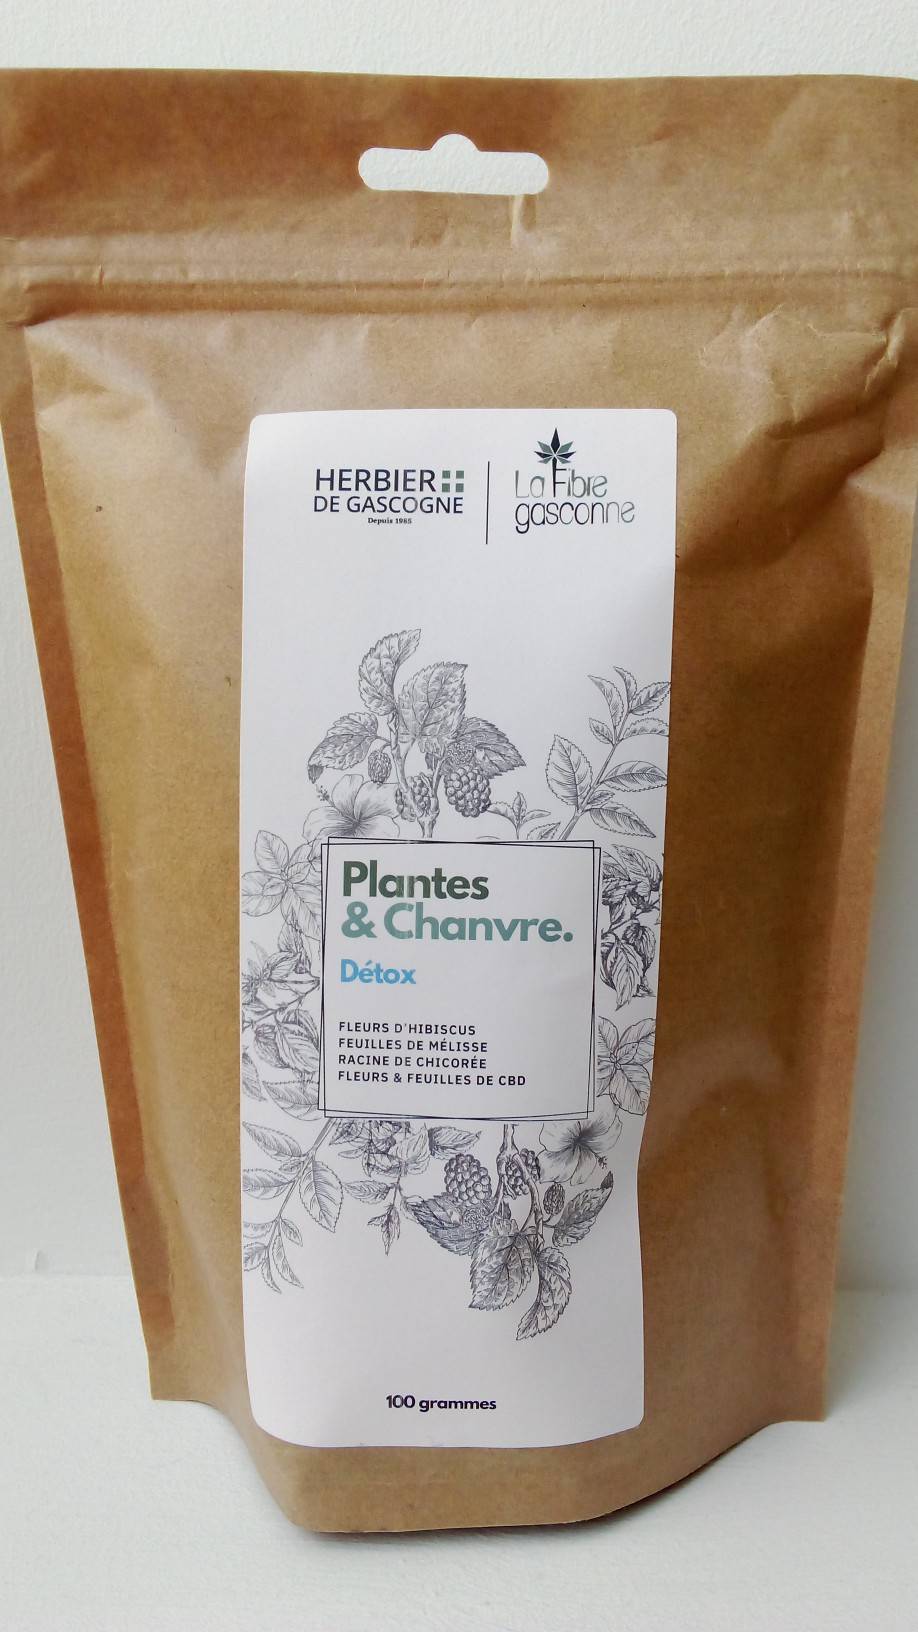 HERBIER
DE GASCOGNE
Depuis 1985
La Fibre
gasconne
Plantes
& Chanvre.
Détox
FLEURS D'HIBISCUS
FEUILLES DE MÉLISSE
RACINE DE CHICORÉE
FLEURS & FEUILLES DE CBD
100 grammes